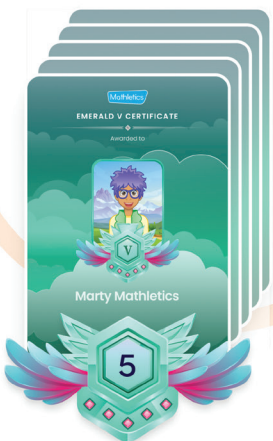 Mathletics
EMERALD V CERTIFICATE
Awarded to
V
Marty Mathletics
5